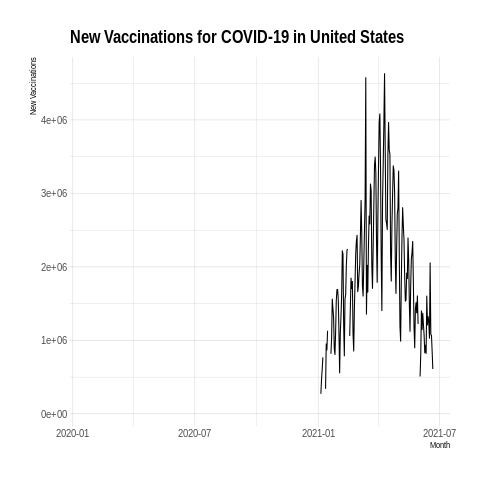 New Vaccinations for COVID-19 in United States
New Vaccinations
4e+06
3e+06
2e+06
1e+06
0e+00
2020-01 2020-07 2021-01 2021-07
Month